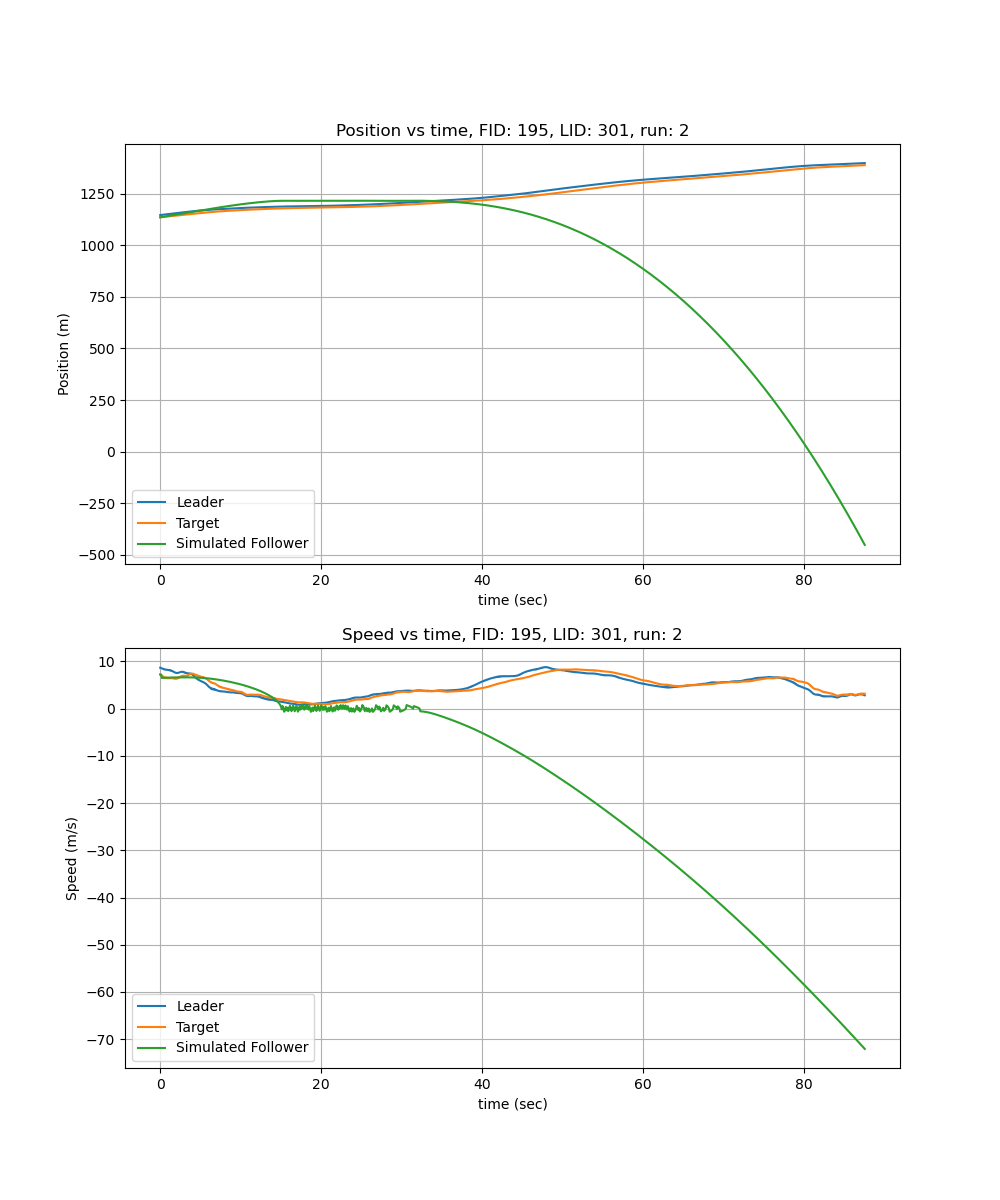 Position vs time, FID: 195, LID: 301, run: 2
1250
1000
750
500
250
0
−250
−500
Position (m)
Leader
Target
Simulated Follower
0 20 40 60 80
time (sec)
Speed vs time, FID: 195, LID: 301, run: 2
10
0
−10
−20
−30
−40
−50
−60
−70
Speed (m/s)
Leader
Target
Simulated Follower
0 20 40 60 80
time (sec)